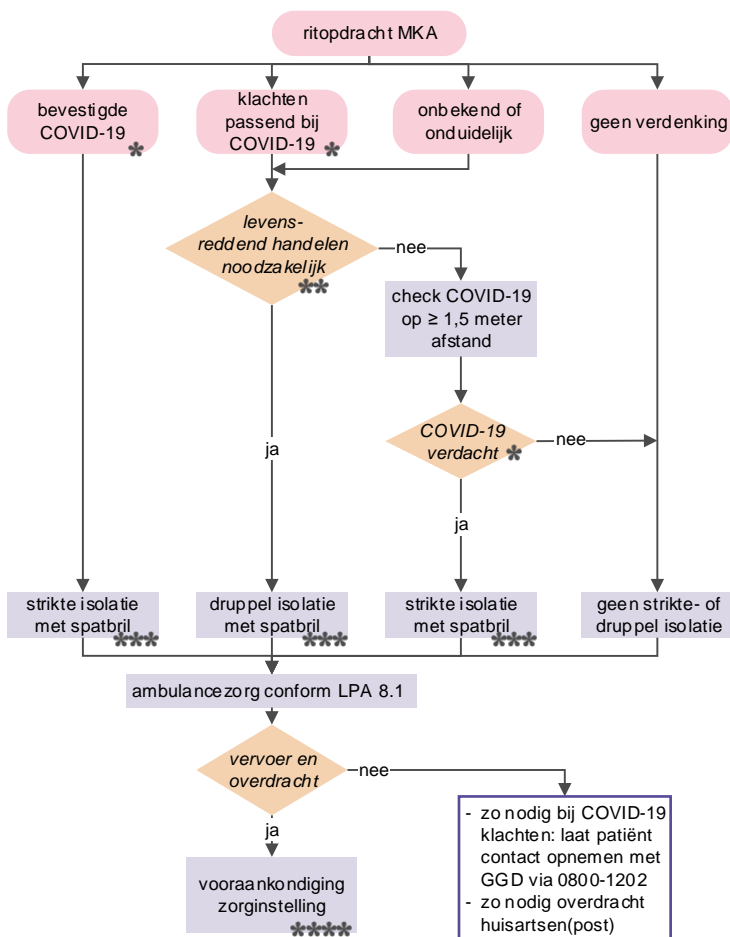 ritopdracht MKA
bevestigde
COVID-19
*
klachten
passend bij
COVID-19
*
onbekend of
onduidelijk
geen verdenking
levens-
reddend handelen
noodzakelijk
**
nee
check COVID-19
op ≥ 1,5 meter
afstand
COVID-19
verdacht *
nee
ja
ja
strikte isolatie
met spatbril
***
druppel isolatie
met spatbril
***
strikte isolatie
met spatbril
***
geen strikte- of
druppel isolatie
ambulancezorg conform LPA 8.1
vervoer en
overdracht
nee
ja
vooraankondiging
zorginstelling
****
- zo nodig bij COVID-19
klachten: laat patiënt
contact opnemen met
GGD via 0800-1202
- zo nodig overdracht
huisartsen(post)